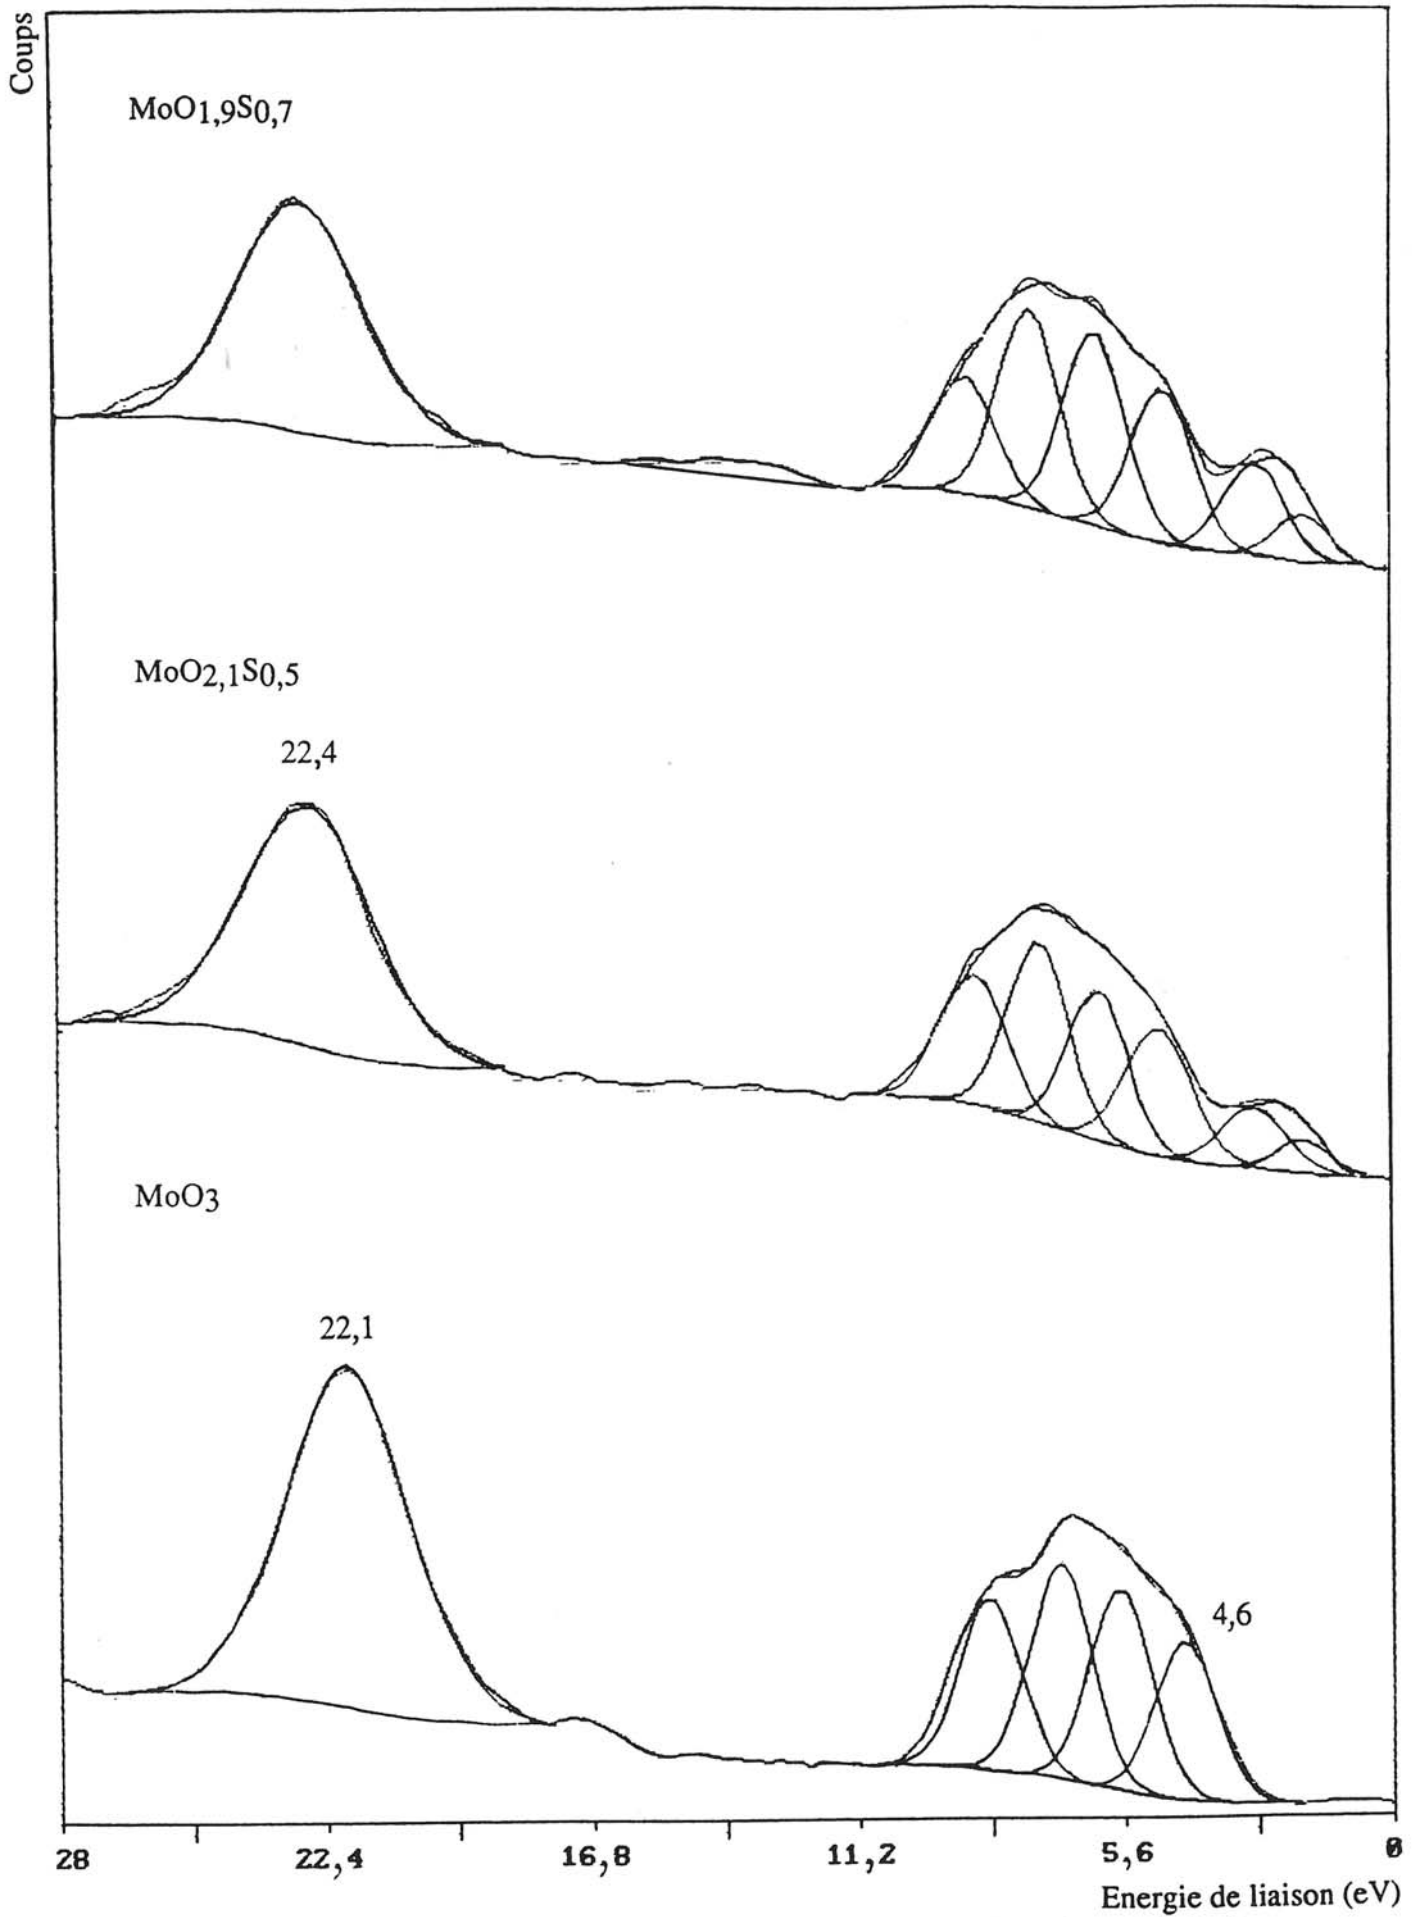 Coups
MoO1,9S0,7
MoO2,1S0,5
22,4
MoO3
22,1
4,6
28 22,4 16,8 11,2 5,6 0
Energie de liaison (eV)